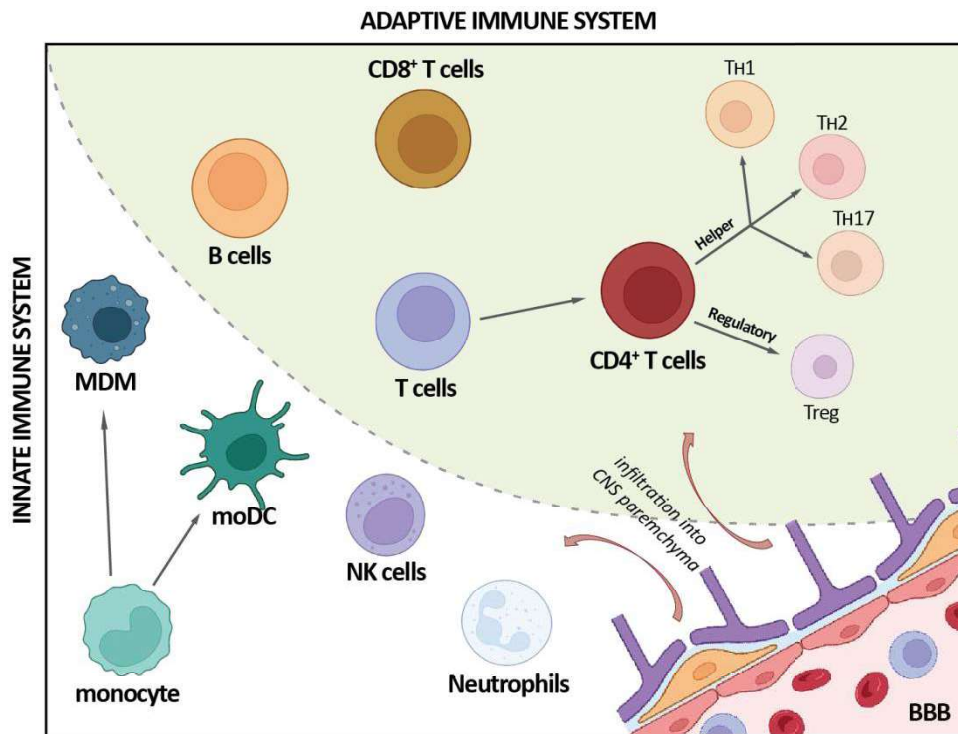 ADAPTIVE IMMUNE SYSTEM
INNATE IMMUNE SYSTEM
CD8⁺ T cells
TH1
TH2
B cells
Helper
TH17
MDM
T cells
CD4⁺ T cells
Regulatory
Treg
moDC
infiltration into
CNS paremchyma
NK cells
monocyte
Neutrophils
BBB